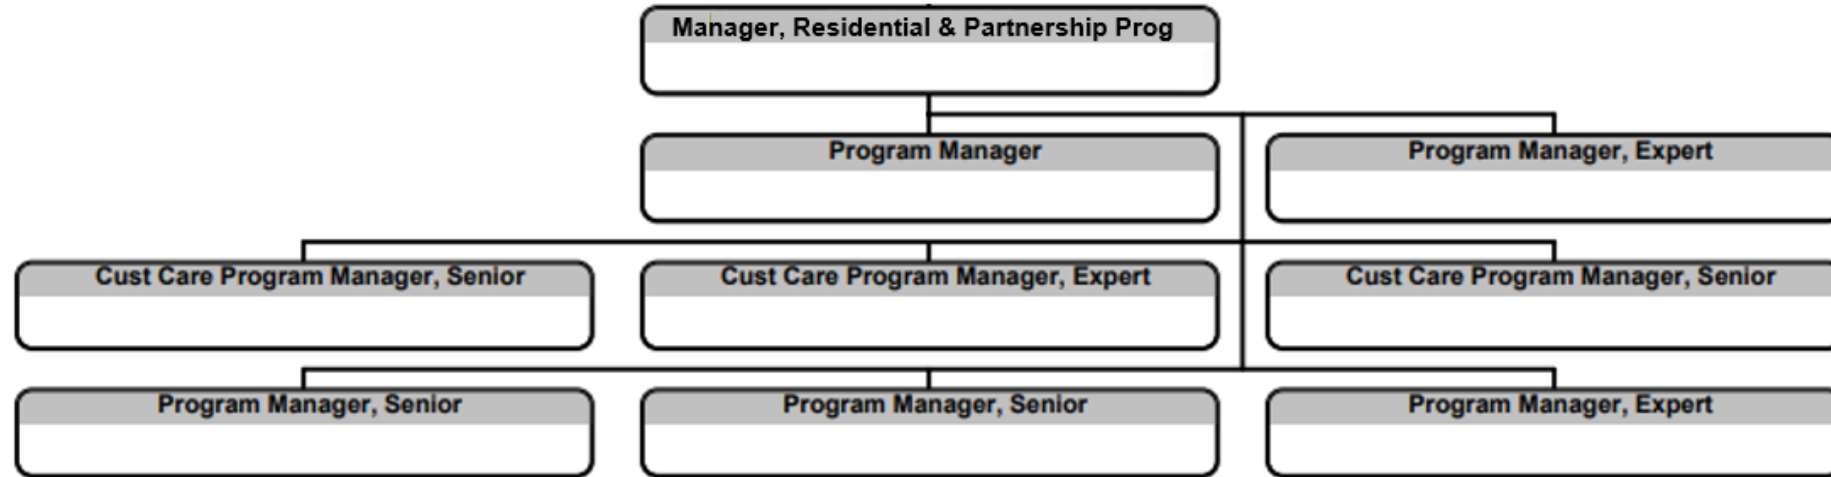 Manager, Residential & Partnership Prog
Program Manager
Program Manager, Expert
Cust Care Program Manager, Senior
Cust Care Program Manager, Expert
Cust Care Program Manager, Senior
Program Manager, Senior
Program Manager, Senior
Program Manager, Expert